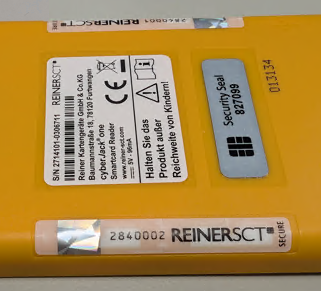 2840001 REINERSCT
S/N 2714101-0306711 REINERSCT
Reiner Kartengeräte GmbH & Co.KG
Baumannstraße 18, 78120 Furtwangen
cyberJack® one
Smartcard Reader
www.reiner-sct.com
5V - 96mA
CE
Halten Sie das
Produkt außer
Reichweite von Kindern!
Security Seal
827099
013134
2840002 REINERSCT SECURE